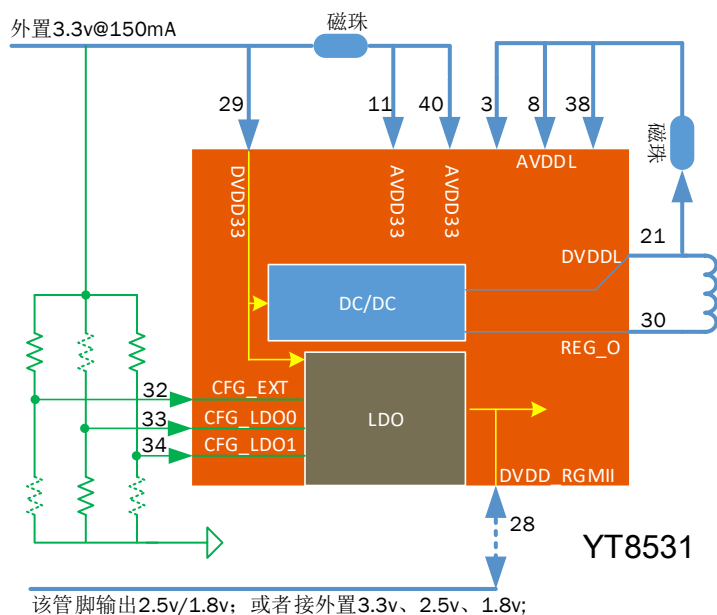 外置3.3v@150mA
磁珠
29
11
40
3
8
38
磁珠
DVDD33
AVDD33
AVDD33
AVDDL
21
DVDDL
DC/DC
30
REG_O
32
CFG_EXT
33
CFG_LDO0
34
CFG_LDO1
LDO
DVDD_RGMII
28
YT8531
该管脚输出2.5v/1.8v；或者接外置3.3v、2.5v、1.8v;